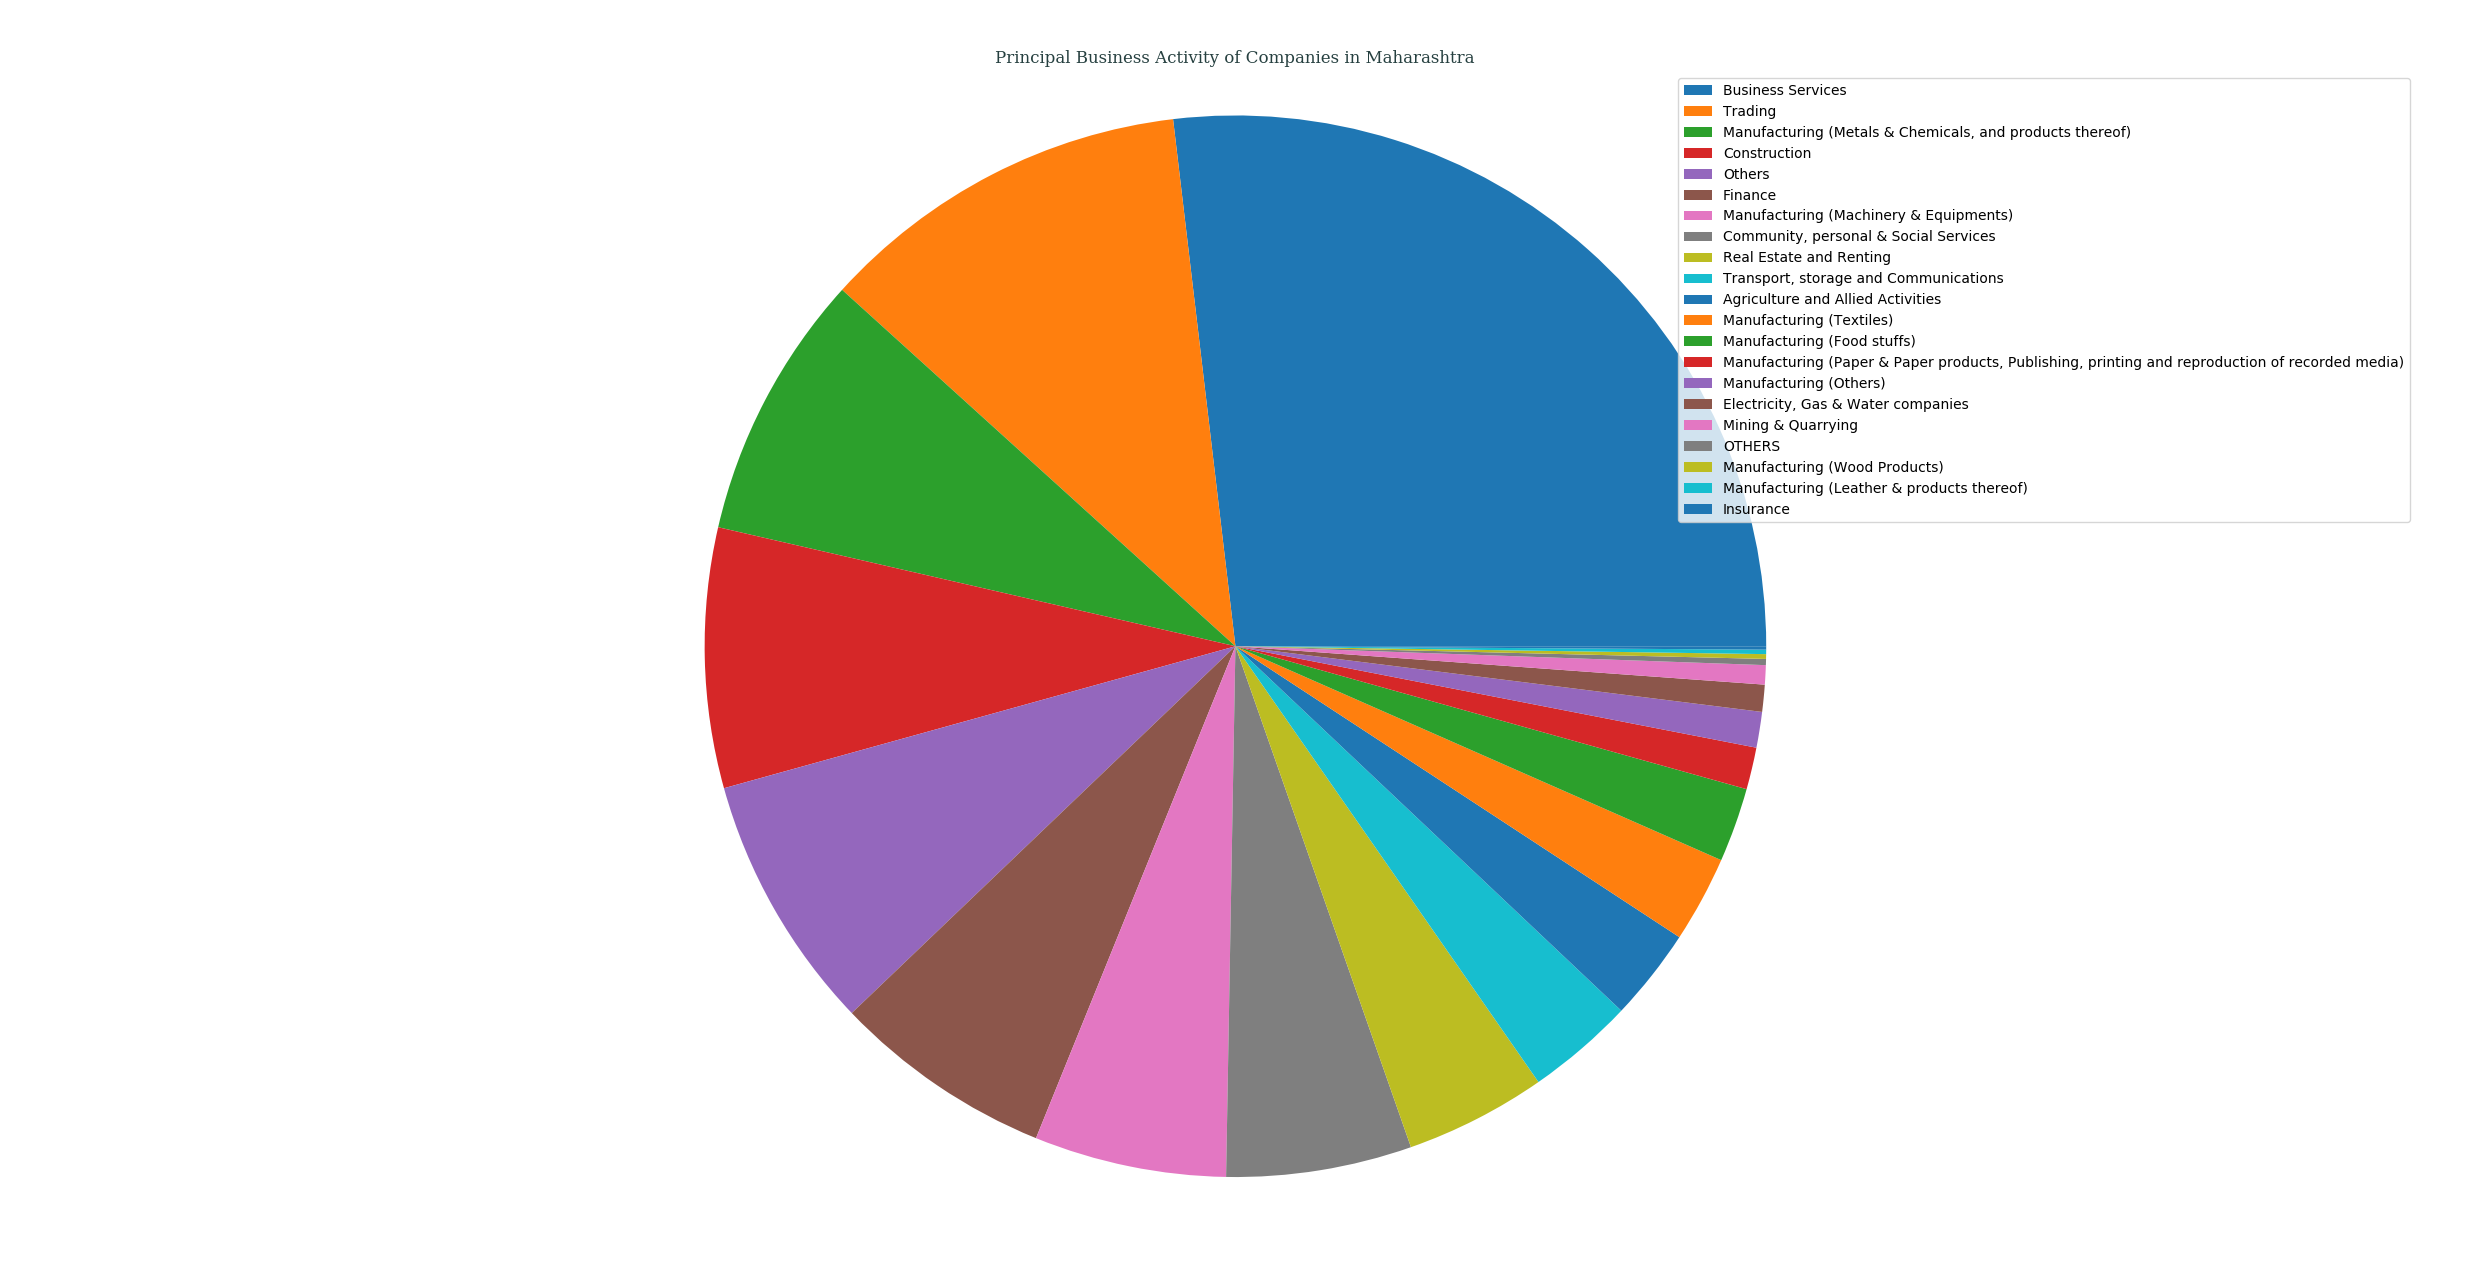 Principal Business Activity of Companies in Maharashtra
Business Services
Trading
Manufacturing (Metals & Chemicals, and products thereof)
Construction
Others
Finance
Manufacturing (Machinery & Equipments)
Community, personal & Social Services
Real Estate and Renting
Transport, storage and Communications
Agriculture and Allied Activities
Manufacturing (Textiles)
Manufacturing (Food stuffs)
Manufacturing (Paper & Paper products, Publishing, printing and reproduction of recorded media)
Manufacturing (Others)
Electricity, Gas & Water companies
Mining & Quarrying
OTHERS
Manufacturing (Wood Products)
Manufacturing (Leather & products thereof)
Insurance